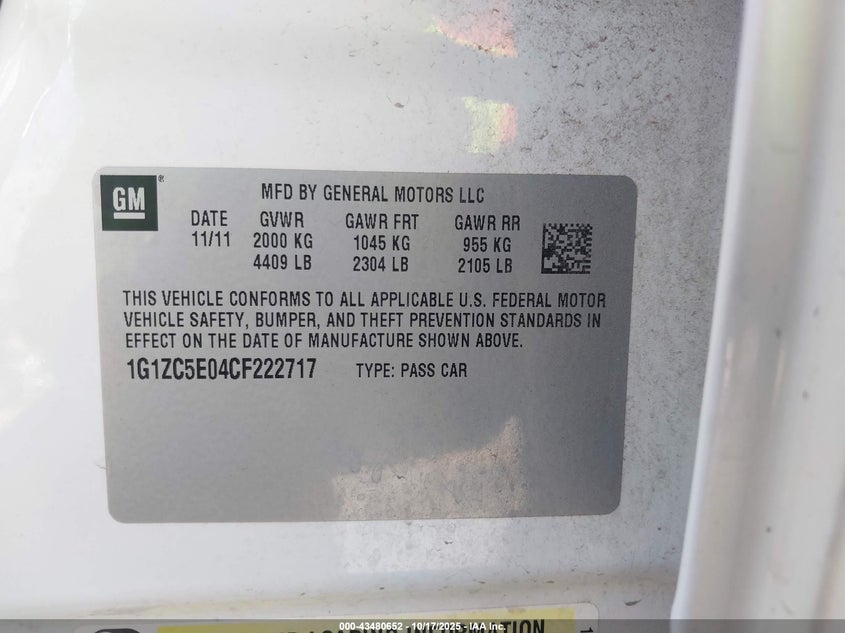 GM
MFD BY GENERAL MOTORS LLC
DATE GVWR GAWR FRT GAWR RR
11/11 2000 KG 1045 KG 955 KG
4409 LB 2304 LB 2105 LB
THIS VEHICLE CONFORMS TO ALL APPLICABLE U.S. FEDERAL MOTOR
VEHICLE SAFETY, BUMPER, AND THEFT PREVENTION STANDARDS IN
EFFECT ON THE DATE OF MANUFACTURE SHOWN ABOVE.
1G1ZC5E04CF222717 TYPE: PASS CAR
INFORMATION
000-43480652 - 10/17/2025 - IAA Inc.